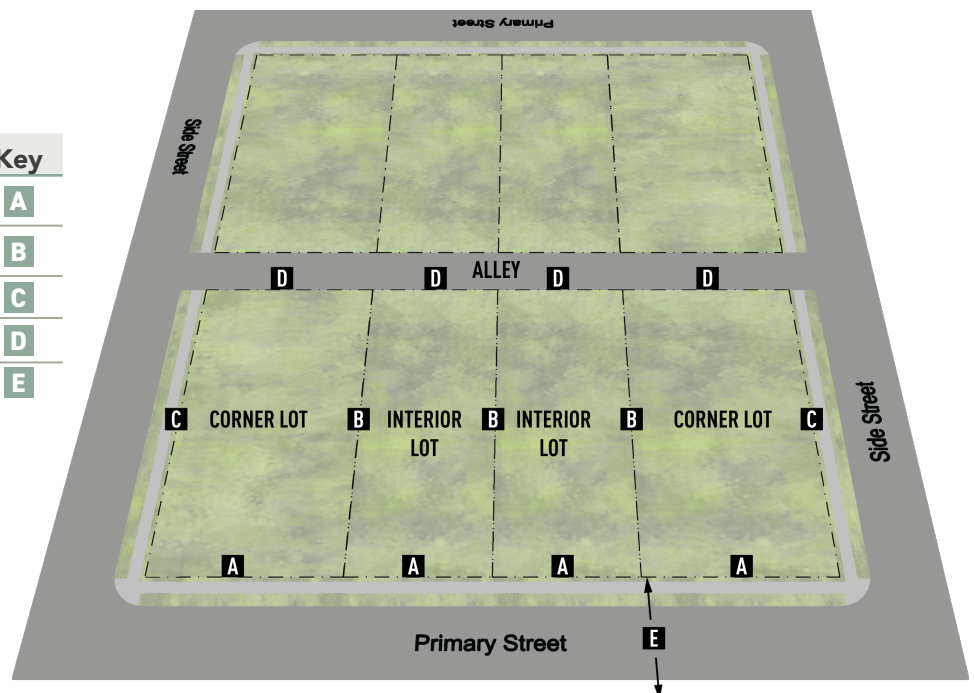 Primary Street
Side Street
Key
A
B
C
D
E
ALLEY
D
D
D
D
C
CORNER LOT
B
INTERIOR
LOT
B
INTERIOR
LOT
B
CORNER LOT
C
Side Street
A
A
A
A
Primary Street
E